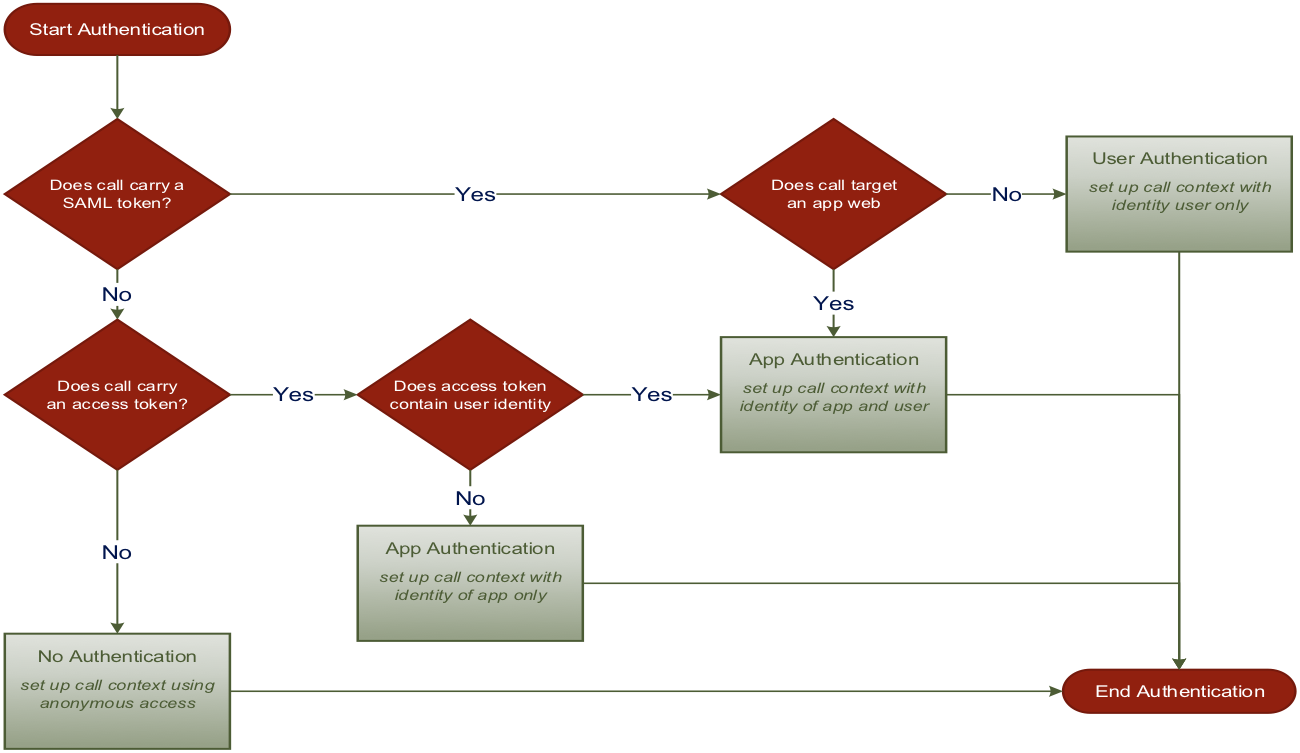 Start Authentication
Does call carry a
SAML token?
Yes
Does call target
an app web
No
User Authentication
set up call context with
identity user only
No
Yes
Does call carry
an access token?
Yes
Does access token
contain user identity
Yes
App Authentication
set up call context with
identity of app and user
No
App Authentication
set up call context with
identity of app only
No
No Authentication
set up call context using
anonymous access
End Authentication